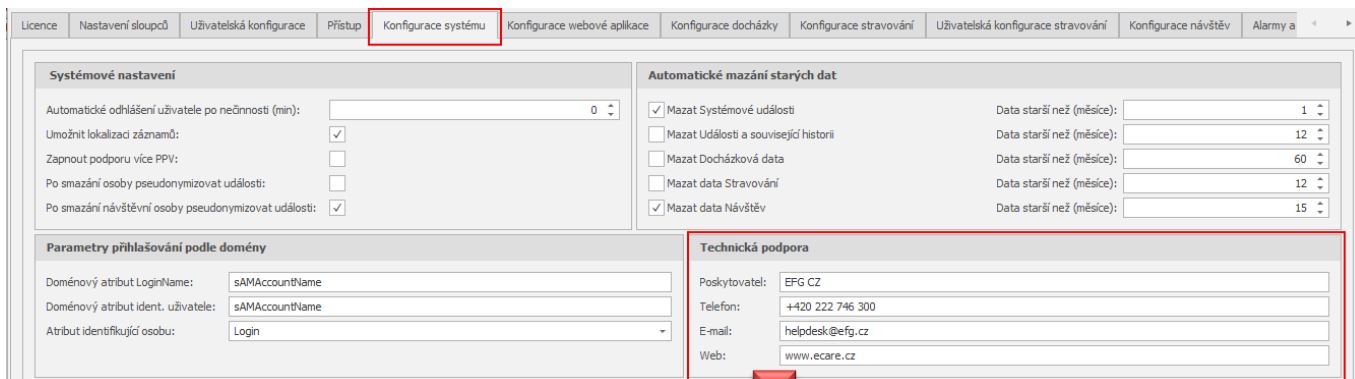 Licence Nastavení sloupců Uživatelská konfigurace Přístup Konfigurace systému Konfigurace webové aplikace Konfigurace docházky Konfigurace stravování Uživatelská konfigurace stravování Konfigurace návštěv Alarmy a
Systémové nastavení
Automatické odhlášení uživatele po nečinnosti (min): 0
Umožnit lokalizaci záznamů:
Zapnout podporu více PPV:
Po smazání osoby pseudonymizovat události:
Po smazání návštěvní osoby pseudonymizovat události:
Automatické mazání starých dat
Mazat Systémové události Data starší než (měsíce): 1
Mazat Události a související historii Data starší než (měsíce): 12
Mazat Docházková data Data starší než (měsíce): 60
Mazat data Stravování Data starší než (měsíce): 12
Mazat data Návštěv Data starší než (měsíce): 15
Parametry přihlašování podle domény
Doménový atribut LoginName: sAMAccountName
Doménový atribut ident. uživatele: sAMAccountName
Atribut identifikující osobu: Login
Technická podpora
Poskytovatel: EFG CZ
Telefon: +420 222 746 300
E-mail: helpdesk@efg.cz
Web: www.ecare.cz